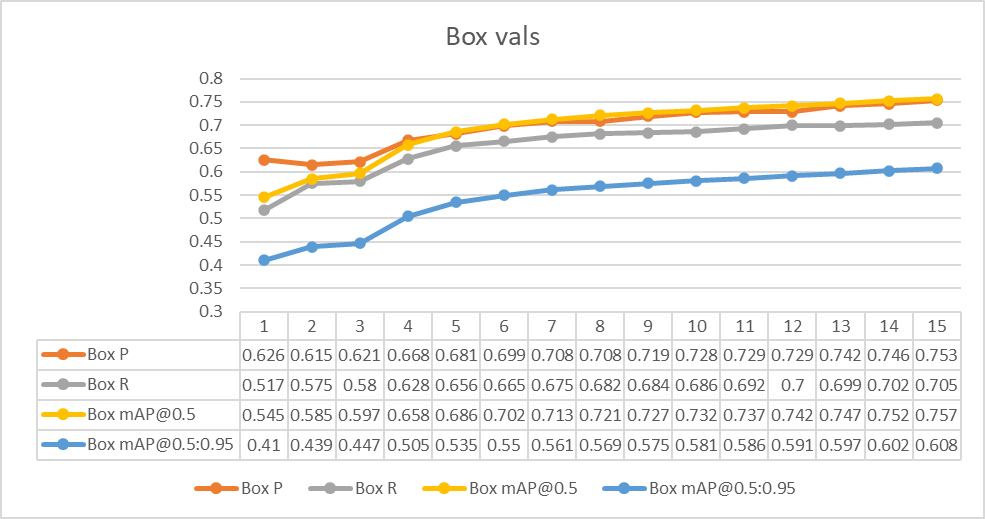 Box vals
0.8
0.75
0.7
0.65
0.6
0.55
0.5
0.45
0.4
0.35
0.3
1 2 3 4 5 6 7 8 9 10 11 12 13 14 15
Box P 0.626 0.615 0.621 0.668 0.681 0.699 0.708 0.708 0.719 0.728 0.729 0.729 0.742 0.746 0.753
Box R 0.517 0.575 0.58 0.628 0.656 0.665 0.675 0.682 0.684 0.686 0.692 0.7 0.699 0.702 0.705
Box mAP@0.5 0.545 0.585 0.597 0.658 0.686 0.702 0.713 0.721 0.727 0.732 0.737 0.742 0.747 0.752 0.757
Box mAP@0.5:0.95 0.41 0.439 0.447 0.505 0.535 0.55 0.561 0.569 0.575 0.581 0.586 0.591 0.597 0.602 0.608
Box P Box R Box mAP@0.5 Box mAP@0.5:0.95